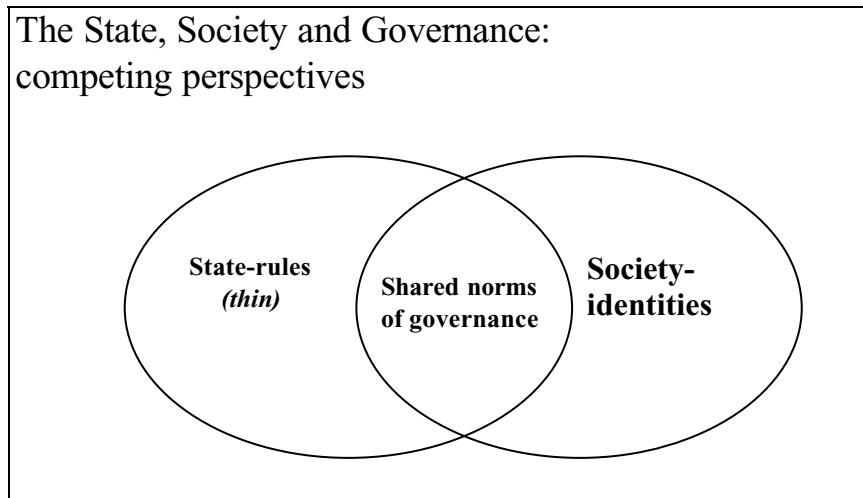 The State, Society and Governance:
competing perspectives
State-rules
(thin)
Shared norms
of governance
Society-
identities